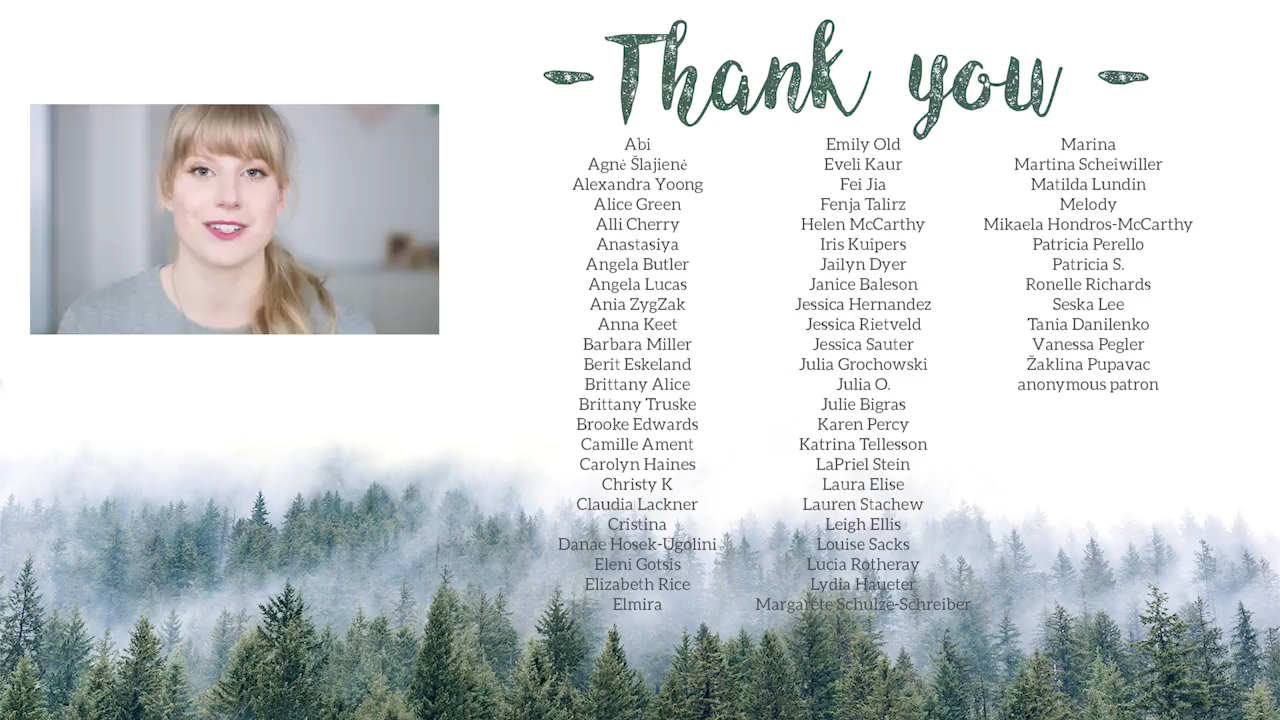 -Thank you-
Abi
Agnė Šlajienė
Alexandra Yoong
Alice Green
Alli Cherry
Anastasiya
Angela Butler
Angela Lucas
Ania ZygZak
Anna Keet
Barbara Miller
Berit Eskeland
Brittany Alice
Brittany Truske
Brooke Edwards
Camille Ament
Carolyn Haines
Christy K
Claudia Lackner
Cristina
Danae Hosek-Ugolini
Eleni Gotsis
Elizabeth Rice
Elmira
Emily Old
Eveli Kaur
Fei Jia
Fenja Talirz
Helen McCarthy
Iris Kuipers
Jailyn Dyer
Janice Baleson
Jessica Hernandez
Jessica Rietveld
Jessica Sauter
Julia Grochowski
Julia O.
Julie Bigras
Karen Percy
Katrina Tellesson
LaPriel Stein
Laura Elise
Lauren Stachew
Leigh Ellis
Louise Sacks
Lucia Rotheray
Lydia Haueter
Margarete Schulze-Schreiber
Marina
Martina Scheiwiller
Matilda Lundin
Melody
Mikaela Hondros-McCarthy
Patricia Perello
Patricia S.
Ronelle Richards
Seska Lee
Tania Danilenko
Vanessa Pegler
Žaklina Pupavac
anonymous patron